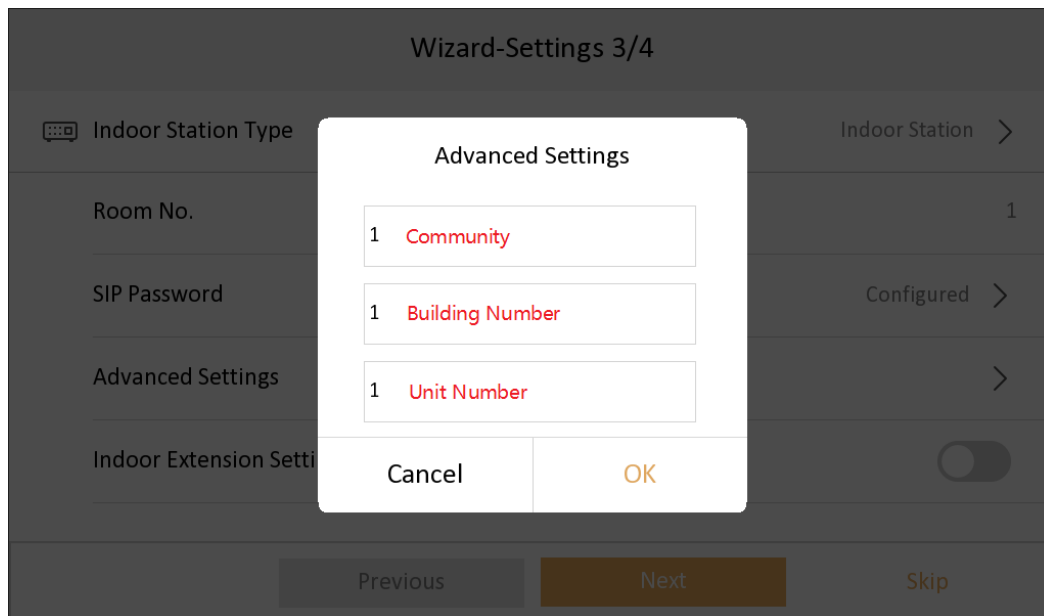 Wizard-Settings 3/4
Indoor Station Type
Indoor Station
Advanced Settings
Room No.
1
1 Community
SIP Password
Configured
1 Building Number
Advanced Settings
1 Unit Number
Indoor Extension Setti
Cancel
OK
Previous
Next
Skip